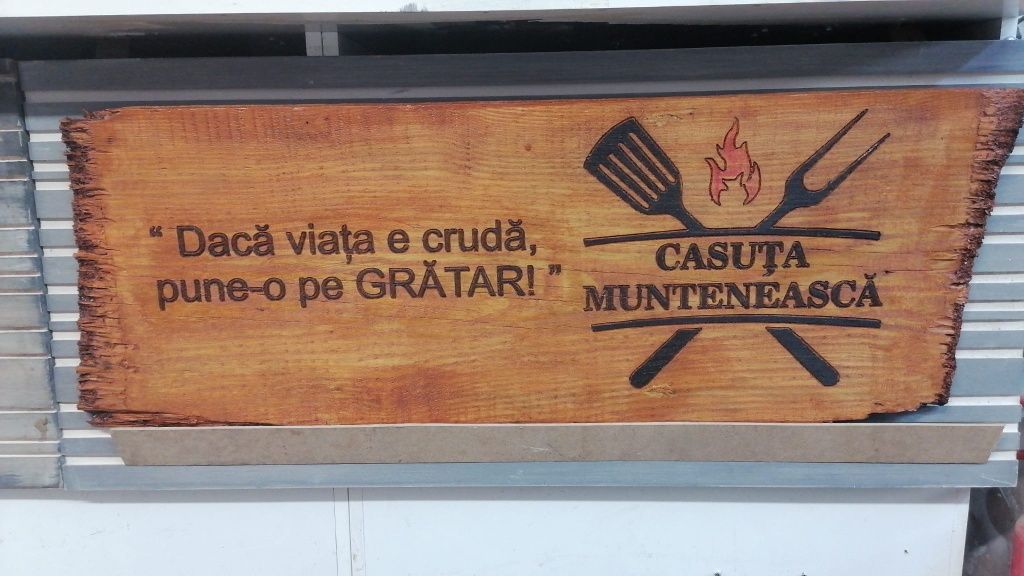 “ Dacă viața e crudă,
pune-o pe GRĂTAR! ”
CASUȚA
MUNTENEASCĂ